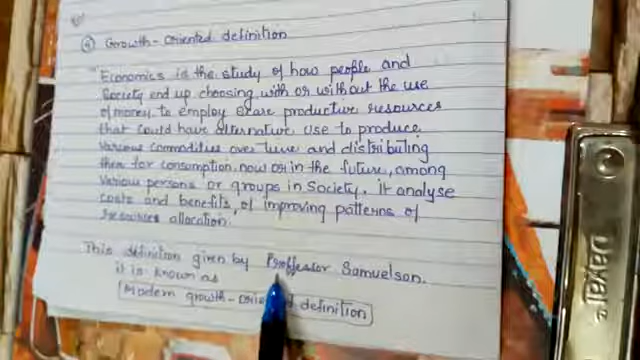 ④ Growth-Oriented definition
"Economics is the study of how people and
Society end up choosing with or without the use
of money, to employ scare productive resources
that could have alternative use to produce
various commodities over time and distributing
them for consumption, now or in the future, among
various persons or groups in society. It analyse
costs and benefits, of improving patterns of
resources allocation.
This definition given by Proffessor Samuelson.
it is known as
Modern growth-oriented definition
Dayal